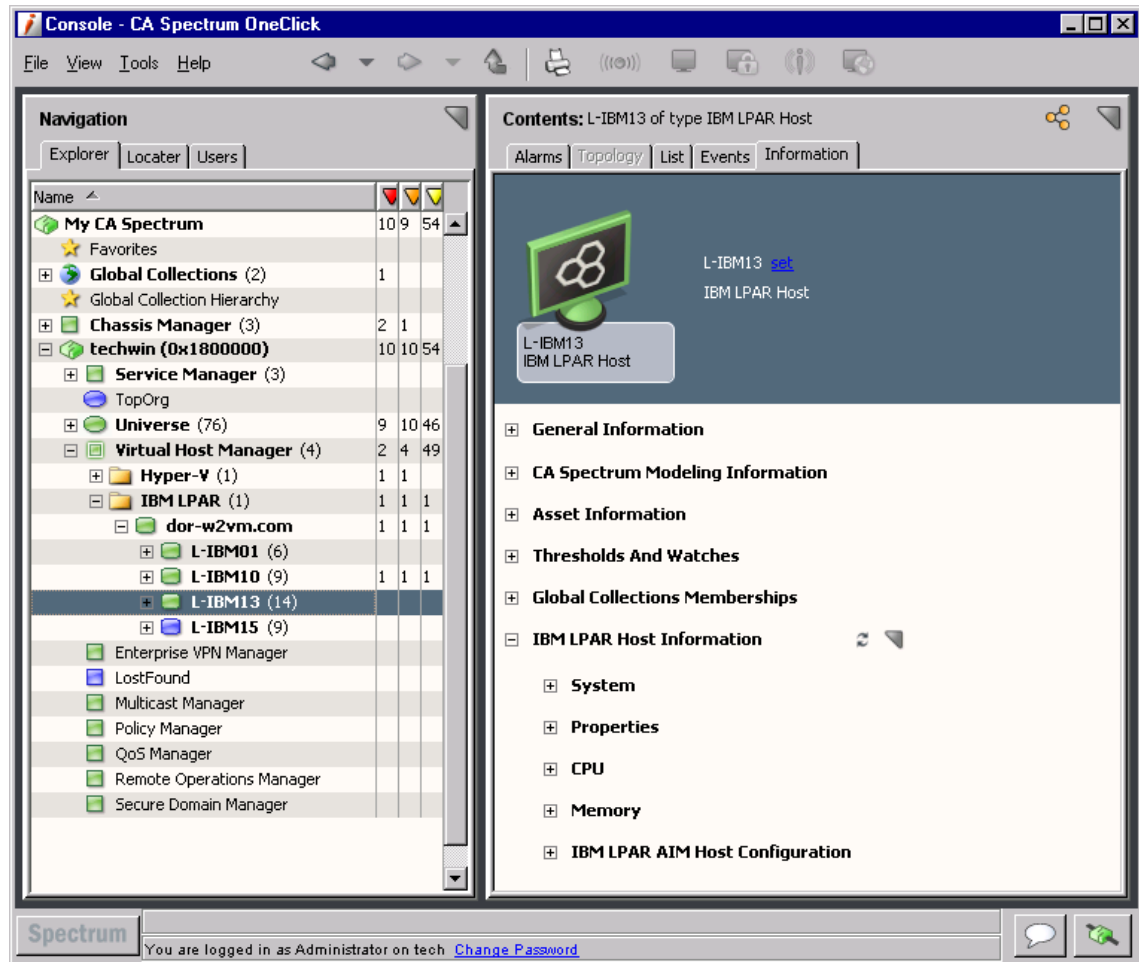 Console - CA Spectrum OneClick
File View Tools Help
Navigation
Explorer Locater Users
Name
My CA Spectrum 10 9 54
Favorites
Global Collections (2) 1
Global Collection Hierarchy
Chassis Manager (3) 2 1
techwin (0x1800000) 10 10 54
Service Manager (3)
TopOrg
Universe (76) 9 10 46
Virtual Host Manager (4) 2 4 49
Hyper-V (1) 1 1
IBM LPAR (1) 1 1 1
dor-w2vm.com 1 1 1
L-IBM01 (6)
L-IBM10 (9) 1 1 1
L-IBM13 (14)
L-IBM15 (9)
Enterprise VPN Manager
LostFound
Multicast Manager
Policy Manager
QoS Manager
Remote Operations Manager
Secure Domain Manager
Contents: L-IBM13 of type IBM LPAR Host
Alarms Topology List Events Information
L-IBM13 set
IBM LPAR Host
L-IBM13
IBM LPAR Host
General Information
CA Spectrum Modeling Information
Asset Information
Thresholds And Watches
Global Collections Memberships
IBM LPAR Host Information
System
Properties
CPU
Memory
IBM LPAR AIM Host Configuration
Spectrum
You are logged in as Administrator on tech Change Password